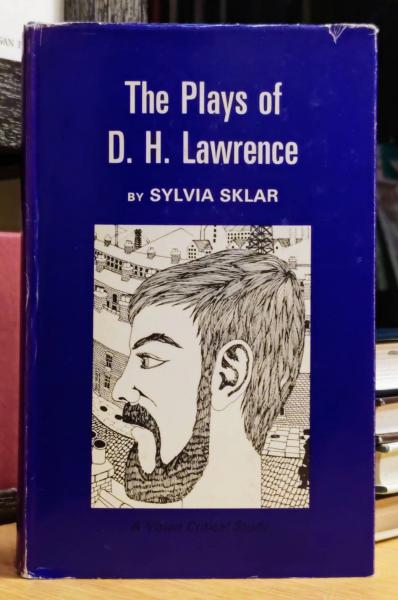 The Plays of
D. H. Lawrence
BY SYLVIA SKLAR
A Vision Critical Study